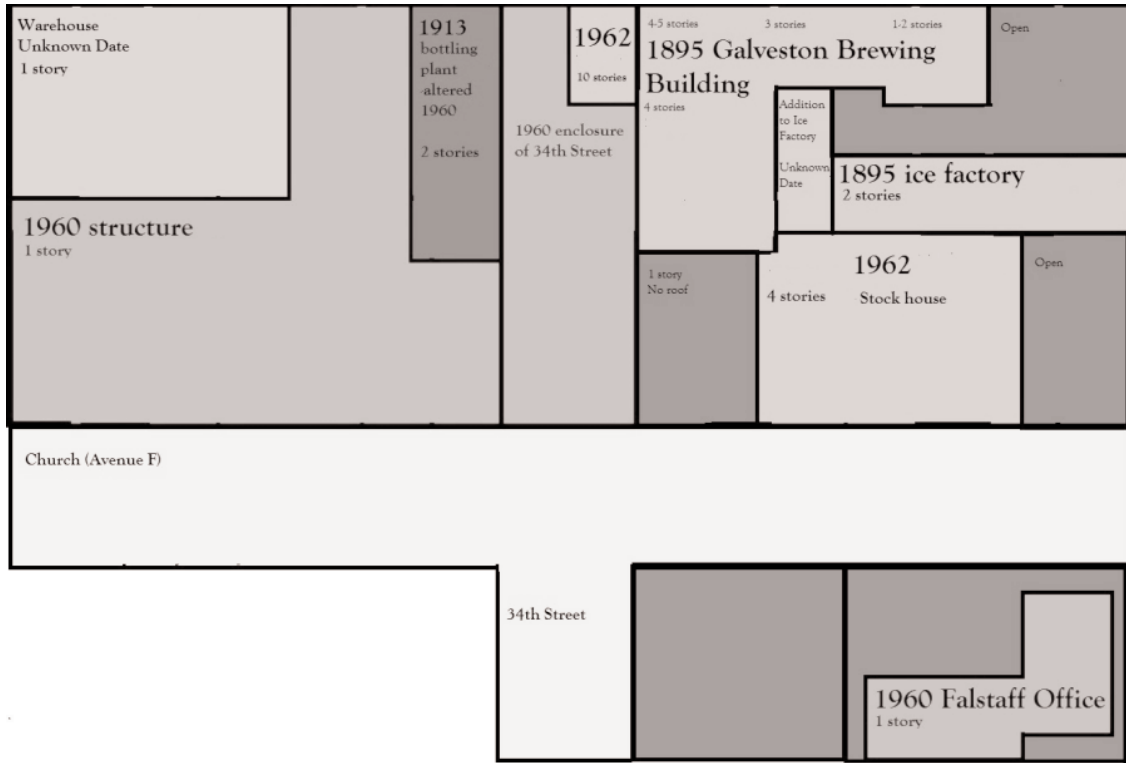 Warehouse
Unknown Date
1 story
1913
bottling
plant
-altered
1960
2 stories
1960 enclosure
of 34th Street
1962
10 stories
4-5 stories
3 stories
1-2 stories
1895 Galveston Brewing
Building
4 stories
Open
Addition
to Ice
Factory
Unknown
Date
1895 ice factory
2 stories
1960 structure
1 story
1 story
No roof
1962
4 stories
Stock house
Open
Church (Avenue F)
34th Street
1960 Falstaff Office
1 story